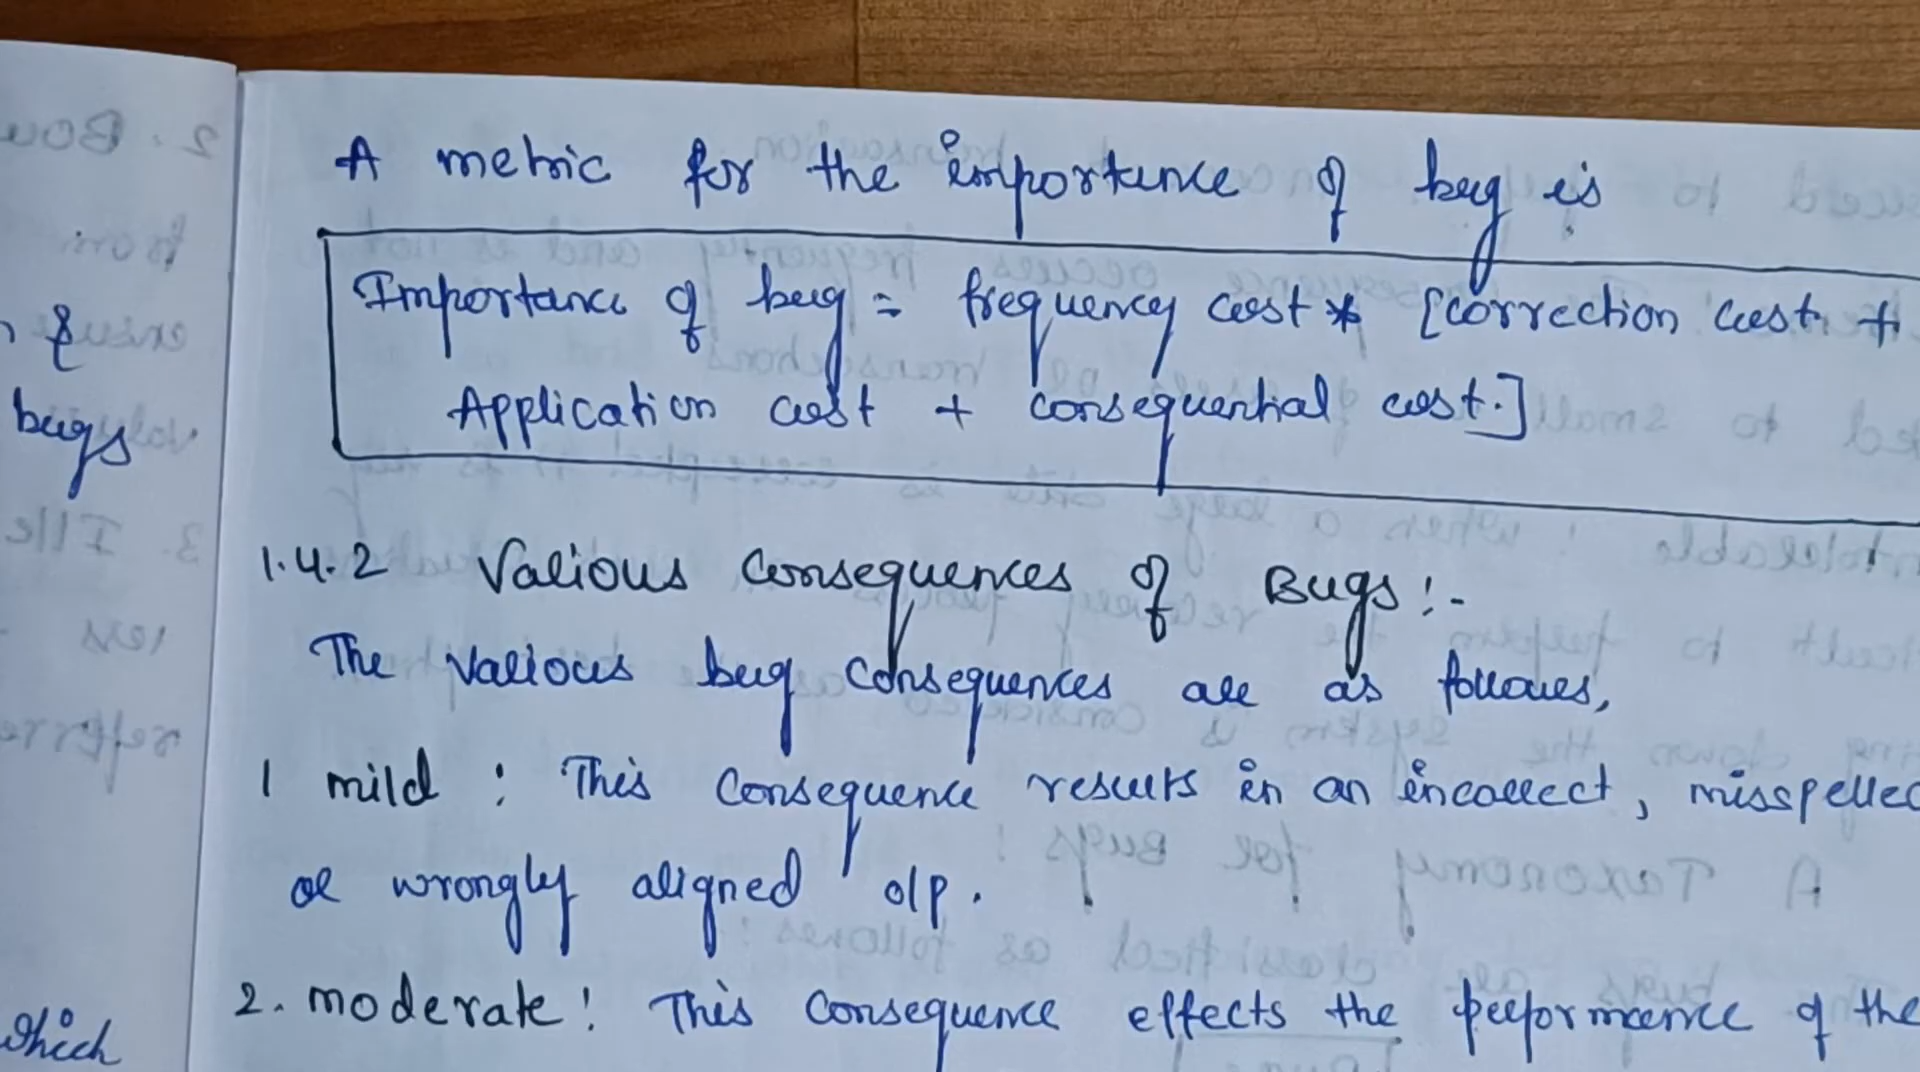 A metric for the importance of bug is
Importance of bug = frequency cost * [correction cost +
Application cost + consequential cost.]
1.4.2 Various Consequences of Bugs :-
The various bug consequences are as follows,
1 mild : This Consequence results in an incorrect, misspelled
or wrongly aligned o/p.
2. moderate : This Consequence effects the performance of the
&
bugs
which